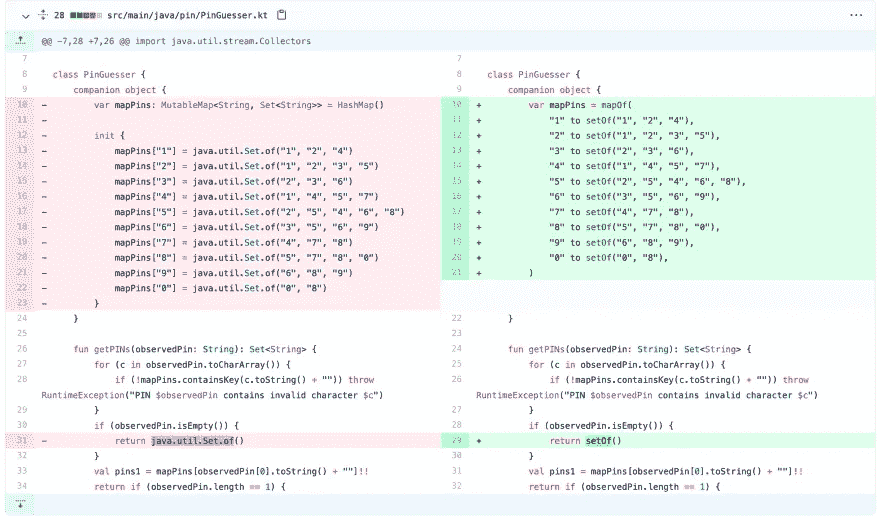 28 src/main/java/pin/PinGuesser.kt
@@ -7,28 +7,26 @@ import java.util.stream.Collectors
7
8 class PinGuesser {
9 companion object {
10 - var mapPins: MutableMap<String, Set<String>> = HashMap()
11 -
12 - init {
13 - mapPins["1"] = java.util.Set.of("1", "2", "4")
14 - mapPins["2"] = java.util.Set.of("1", "2", "3", "5")
15 - mapPins["3"] = java.util.Set.of("2", "3", "6")
16 - mapPins["4"] = java.util.Set.of("1", "4", "5", "7")
17 - mapPins["5"] = java.util.Set.of("2", "5", "4", "6", "8")
18 - mapPins["6"] = java.util.Set.of("3", "5", "6", "9")
19 - mapPins["7"] = java.util.Set.of("4", "7", "8")
20 - mapPins["8"] = java.util.Set.of("5", "7", "8", "0")
21 - mapPins["9"] = java.util.Set.of("6", "8", "9")
22 - mapPins["0"] = java.util.Set.of("0", "8")
23 - }
24 }
25
26 fun getPINs(observedPin: String): Set<String> {
27 for (c in observedPin.toCharArray()) {
28 if (!mapPins.containsKey(c.toString() + "")) throw
RuntimeException("PIN $observedPin contains invalid character $c")
29 }
30 if (observedPin.isEmpty()) {
31 - return java.util.Set.of()
32 }
33 val pins1 = mapPins[observedPin[0].toString() + ""]!!
34 return if (observedPin.length == 1) {
7
8 class PinGuesser {
9 companion object {
10 + var mapPins = mapOf(
11 + "1" to setOf("1", "2", "4"),
12 + "2" to setOf("1", "2", "3", "5"),
13 + "3" to setOf("2", "3", "6"),
14 + "4" to setOf("1", "4", "5", "7"),
15 + "5" to setOf("2", "5", "4", "6", "8"),
16 + "6" to setOf("3", "5", "6", "9"),
17 + "7" to setOf("4", "7", "8"),
18 + "8" to setOf("5", "7", "8", "0"),
19 + "9" to setOf("6", "8", "9"),
20 + "0" to setOf("0", "8"),
21 + )
22 }
23
24 fun getPINs(observedPin: String): Set<String> {
25 for (c in observedPin.toCharArray()) {
26 if (!mapPins.containsKey(c.toString() + "")) throw
RuntimeException("PIN $observedPin contains invalid character $c")
27 }
28 if (observedPin.isEmpty()) {
29 + return setOf()
30 }
31 val pins1 = mapPins[observedPin[0].toString() + ""]!!
32 return if (observedPin.length == 1) {